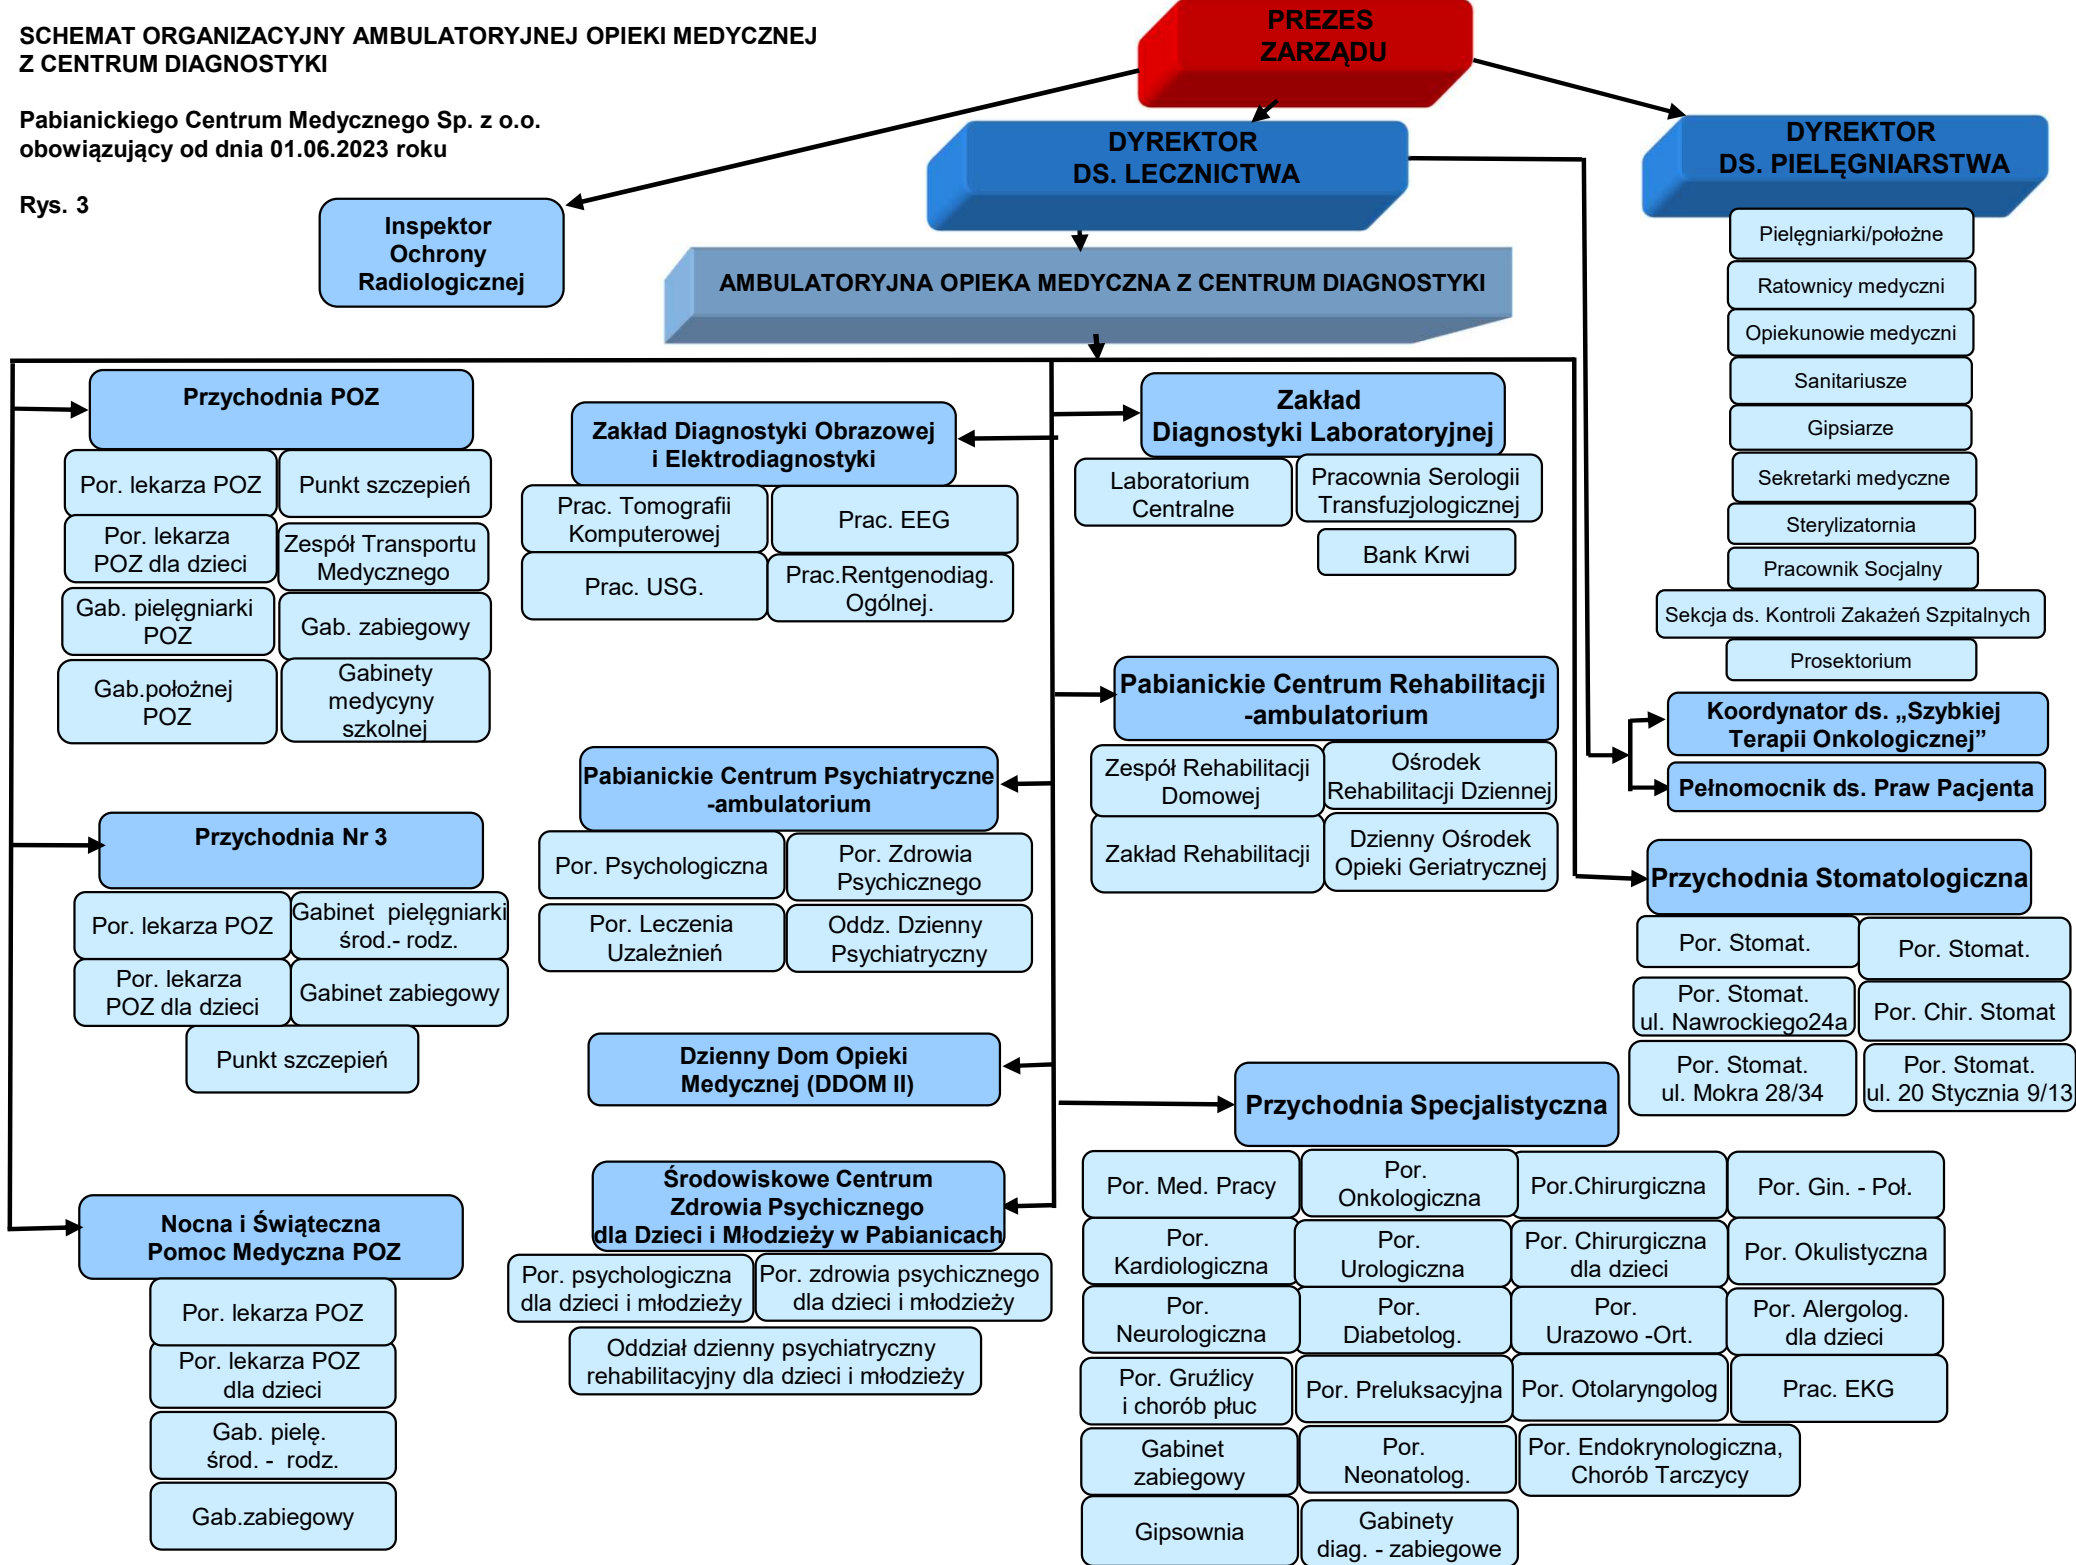 SCHEMAT ORGANIZACYJNY AMBULATORYJNEJ OPIEKI MEDYCZNEJ
Z CENTRUM DIAGNOSTYKI
Pabianickiego Centrum Medycznego Sp. z o.o.
obowiązujący od dnia 01.06.2023 roku
Rys. 3
PREZES
ZARZĄDU
DYREKTOR
DS. LECZNICTWA
DYREKTOR
DS. PIELĘGNIARSTWA
Inspektor
Ochrony
Radiologicznej
AMBULATORYJNA OPIEKA MEDYCZNA Z CENTRUM DIAGNOSTYKI
Pielęgniarki/położne
Ratownicy medyczni
Opiekunowie medyczni
Sanitariusze
Gipsiarze
Sekretarki medyczne
Sterylizatornia
Pracownik Socjalny
Sekcja ds. Kontroli Zakażeń Szpitalnych
Prosektorium
Koordynator ds. „Szybkiej
Terapii Onkologicznej”
Pełnomocnik ds. Praw Pacjenta
Przychodnia POZ
Por. lekarza POZ
Punkt szczepień
Por. lekarza
POZ dla dzieci
Zespół Transportu
Medycznego
Gab. pielęgniarki
POZ
Gab. zabiegowy
Gab.położnej
POZ
Gabinety
medycyny
szkolnej
Przychodnia Nr 3
Por. lekarza POZ
Gabinet  pielęgniarki
środ.- rodz.
Por. lekarza
POZ dla dzieci
Gabinet zabiegowy
Punkt szczepień
Nocna i Świąteczna
Pomoc Medyczna POZ
Por. lekarza POZ
Por. lekarza POZ
dla dzieci
Gab. pielę.
środ. -  rodz.
Gab.zabiegowy
Zakład Diagnostyki Obrazowej
i Elektrodiagnostyki
Prac. Tomografii
Komputerowej
Prac. EEG
Prac. USG.
Prac.Rentgenodiag.
Ogólnej.
Pabianickie Centrum Psychiatryczne
-ambulatorium
Por. Psychologiczna
Por. Zdrowia
Psychicznego
Por. Leczenia
Uzależnień
Oddz. Dzienny
Psychiatryczny
Dzienny Dom Opieki
Medycznej (DDOM II)
Środowiskowe Centrum
Zdrowia Psychicznego
dla Dzieci i Młodzieży w Pabianicach
Por. psychologiczna
dla dzieci i młodzieży
Por. zdrowia psychicznego
dla dzieci i młodzieży
Oddział dzienny psychiatryczny
rehabilitacyjny dla dzieci i młodzieży
Zakład
Diagnostyki Laboratoryjnej
Laboratorium
Centralne
Pracownia Serologii
Transfuzjologicznej
Bank Krwi
Pabianickie Centrum Rehabilitacji
-ambulatorium
Zespół Rehabilitacji
Domowej
Ośrodek
Rehabilitacji Dziennej
Zakład Rehabilitacji
Dzienny Ośrodek
Opieki Geriatrycznej
Przychodnia Stomatologiczna
Por. Stomat.
Por. Stomat.
Por. Stomat.
ul. Nawrockiego24a
Por. Chir. Stomat
Por. Stomat.
ul. Mokra 28/34
Por. Stomat.
ul. 20 Stycznia 9/13
Przychodnia Specjalistyczna
Por. Med. Pracy
Por.
Onkologiczna
Por.Chirurgiczna
Por. Gin. - Poł.
Por.
Kardiologiczna
Por.
Urologiczna
Por. Chirurgiczna
dla dzieci
Por. Okulistyczna
Por.
Neurologiczna
Por.
Diabetolog.
Por.
Urazowo -Ort.
Por. Alergolog.
dla dzieci
Por. Gruźlicy
i chorób płuc
Por. Preluksacyjna
Por. Otolaryngolog
Prac. EKG
Gabinet
zabiegowy
Por.
Neonatolog.
Por. Endokrynologiczna,
Chorób Tarczycy
Gipsownia
Gabinety
diag. - zabiegowe